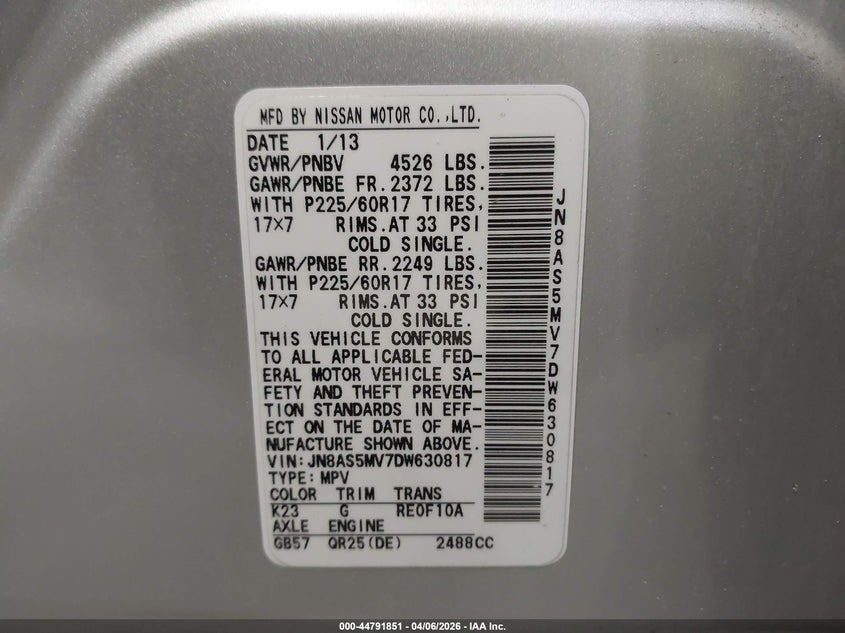 MFD BY NISSAN MOTOR CO.,LTD.
DATE 1/13
GVWR/PNBV 4526 LBS.
GAWR/PNBE FR.2372 LBS.
WITH P225/60R17 TIRES,
17×7 RIMS.AT 33 PSI
COLD SINGLE.
GAWR/PNBE RR.2249 LBS.
WITH P225/60R17 TIRES,
17×7 RIMS.AT 33 PSI
COLD SINGLE.
THIS VEHICLE CONFORMS
TO ALL APPLICABLE FED-
ERAL MOTOR VEHICLE SA-
FETY AND THEFT PREVEN-
TION STANDARDS IN EFF-
ECT ON THE DATE OF MA-
NUFACTURE SHOWN ABOVE.
VIN:JN8AS5MV7DW630817
TYPE:MPV
COLOR TRIM TRANS
K23 G RE0F10A
AXLE ENGINE
GB57 QR25(DE) 2488CC
JN8AS5MV7DW630817
000-44791851 - 04/06/2026 - IAA Inc.